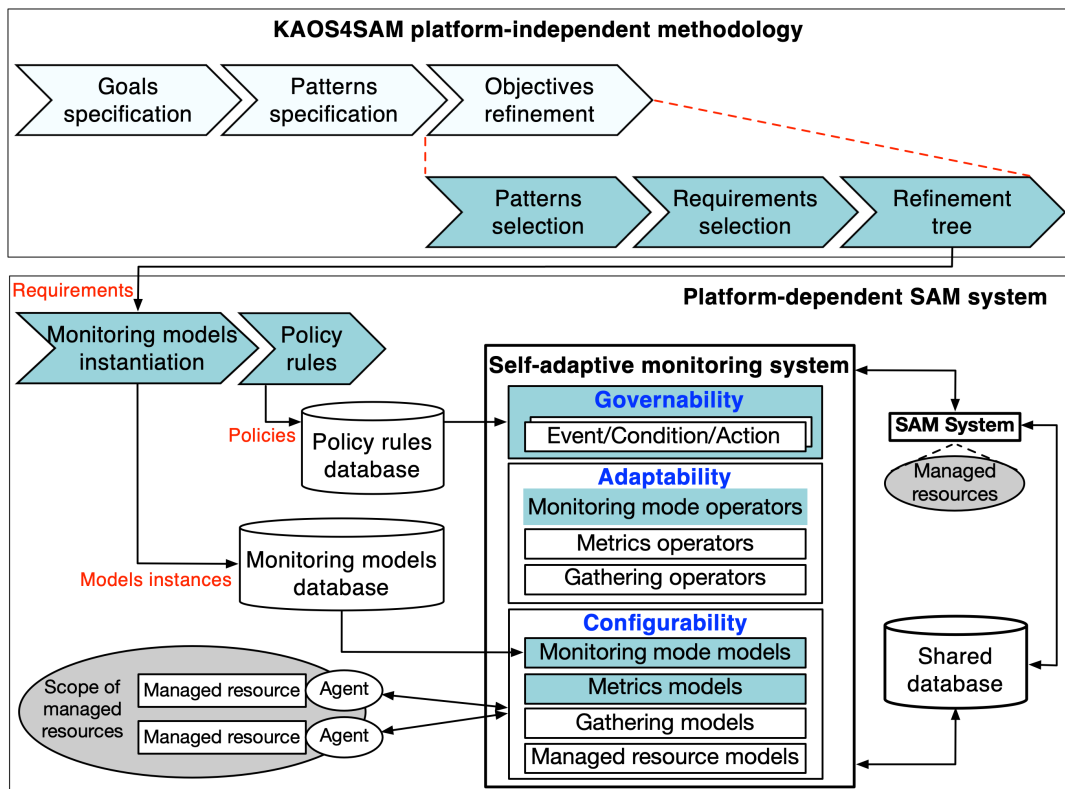 KAOS4SAM platform-independent methodology
Goals
specification
Patterns
specification
Objectives
refinement
Patterns
selection
Requirements
selection
Refinement
tree
Requirements
Platform-dependent SAM system
Monitoring models
instantiation
Policy
rules
Policies
Policy rules
database
Models instances
Monitoring models
database
Self-adaptive monitoring system
Governability
Event/Condition/Action
Adaptability
Monitoring mode operators
Metrics operators
Gathering operators
Configurability
Monitoring mode models
Metrics models
Gathering models
Managed resource models
SAM System
Managed
resources
Shared
database
Scope of
managed
resources
Managed resource
Agent
Managed resource
Agent